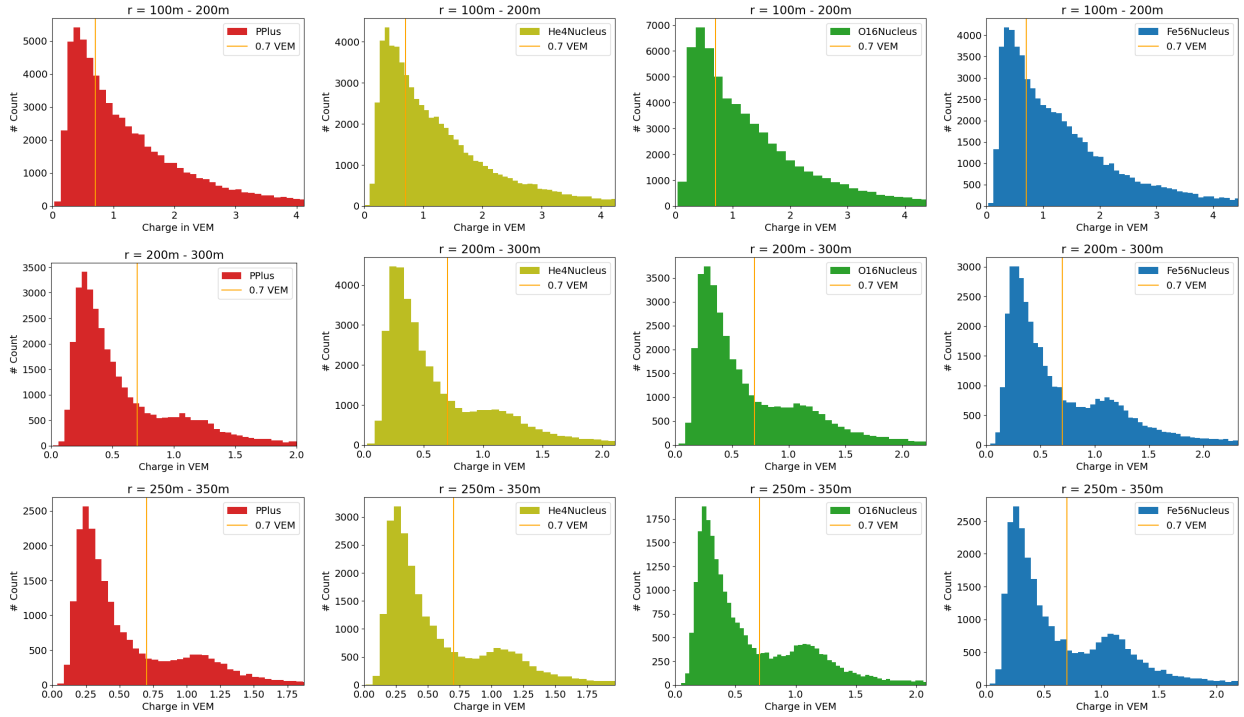 r = 100m - 200m
# Count
5000
4000
3000
2000
1000
0
PPlus
0.7 VEM
0 1 2 3 4
Charge in VEM
r = 100m - 200m
# Count
4000
3000
2000
1000
0
He4Nucleus
0.7 VEM
0 1 2 3 4
Charge in VEM
r = 100m - 200m
# Count
7000
6000
5000
4000
3000
2000
1000
0
O16Nucleus
0.7 VEM
0 1 2 3 4
Charge in VEM
r = 100m - 200m
# Count
4000
3500
3000
2500
2000
1500
1000
500
0
Fe56Nucleus
0.7 VEM
0 1 2 3 4
Charge in VEM
r = 200m - 300m
# Count
3500
3000
2500
2000
1500
1000
500
0
PPlus
0.7 VEM
0.0 0.5 1.0 1.5 2.0
Charge in VEM
r = 200m - 300m
# Count
4000
3000
2000
1000
0
He4Nucleus
0.7 VEM
0.0 0.5 1.0 1.5 2.0
Charge in VEM
r = 200m - 300m
# Count
3500
3000
2500
2000
1500
1000
500
0
O16Nucleus
0.7 VEM
0.0 0.5 1.0 1.5 2.0
Charge in VEM
r = 200m - 300m
# Count
3000
2500
2000
1500
1000
500
0
Fe56Nucleus
0.7 VEM
0.0 0.5 1.0 1.5 2.0
Charge in VEM
r = 250m - 350m
# Count
2500
2000
1500
1000
500
0
PPlus
0.7 VEM
0.00 0.25 0.50 0.75 1.00 1.25 1.50 1.75
Charge in VEM
r = 250m - 350m
# Count
3000
2500
2000
1500
1000
500
0
He4Nucleus
0.7 VEM
0.00 0.25 0.50 0.75 1.00 1.25 1.50 1.75
Charge in VEM
r = 250m - 350m
# Count
1750
1500
1250
1000
750
500
250
0
O16Nucleus
0.7 VEM
0.0 0.5 1.0 1.5 2.0
Charge in VEM
r = 250m - 350m
# Count
2500
2000
1500
1000
500
0
Fe56Nucleus
0.7 VEM
0.0 0.5 1.0 1.5 2.0
Charge in VEM